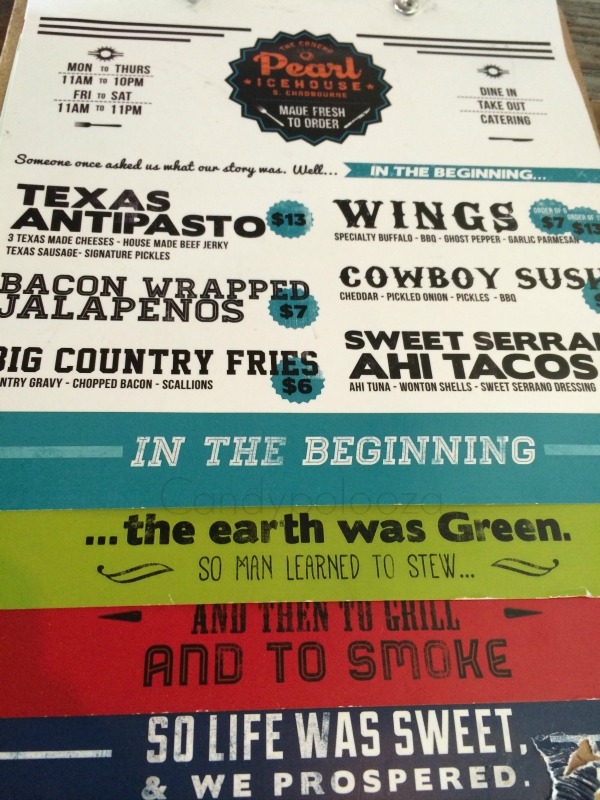 THE CONCHO
Pearl
ICEHOUSE
S. CHADBOURNE
MADE FRESH
TO ORDER
MON TO THURS
11AM TO 10PM
FRI TO SAT
11AM TO 11PM
DINE IN
TAKE OUT
CATERING
Someone once asked us what our story was. Well...
IN THE BEGINNING...
TEXAS
ANTIPASTO
$13
3 TEXAS MADE CHEESES - HOUSE MADE BEEF JERKY
TEXAS SAUSAGE - SIGNATURE PICKLES
BACON WRAPPED
JALAPENOS
$7
BIG COUNTRY FRIES
NTRY GRAVY - CHOPPED BACON - SCALLIONS
$6
WINGS
$7
$13
SPECIALTY BUFFALO - BBQ - GHOST PEPPER - GARLIC PARMESAN
COWBOY SUSH
CHEDDAR - PICKLED ONION - PICKLES - BBQ
SWEET SERRAN
AHI TACOS
AHI TUNA - WONTON SHELLS - SWEET SERRANO DRESSING
IN THE BEGINNING
Candypolooza
...the earth was Green.
SO MAN LEARNED TO STEW...
AND THEN TO GRILL
AND TO SMOKE
SO LIFE WAS SWEET,
& WE PROSPERED.